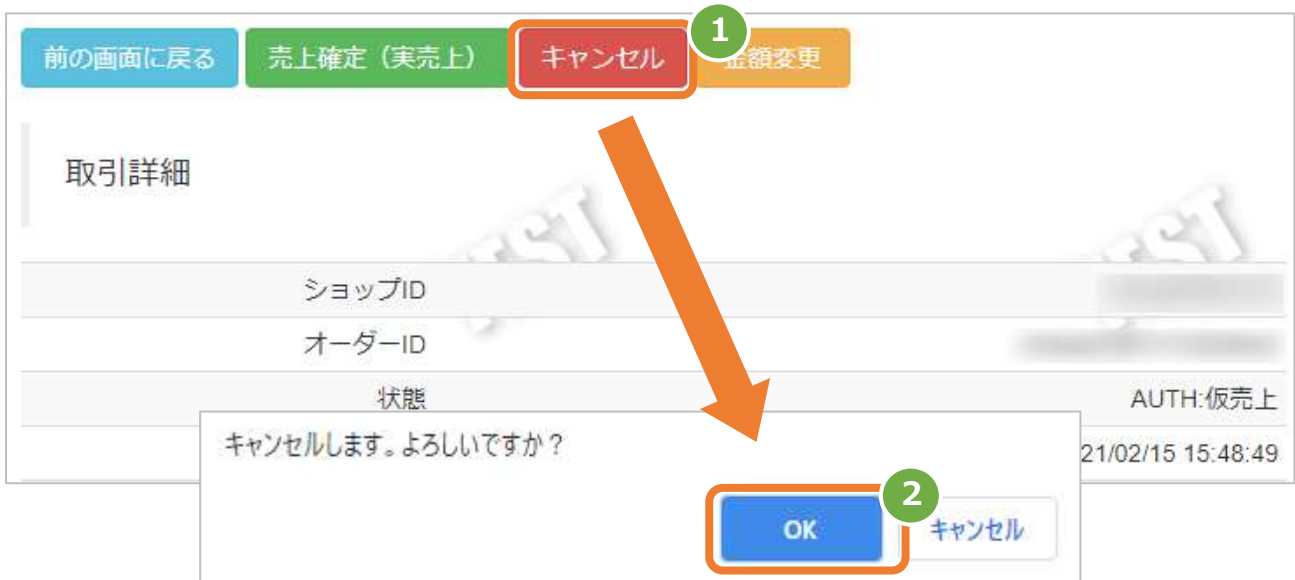 1
前の画面に戻る 売上確定（実売上） キャンセル 金額変更
取引詳細
TEST TEST
ショップID
オーダーID
状態 AUTH:仮売上
21/02/15 15:48:49
キャンセルします。よろしいですか？
2
OK キャンセル